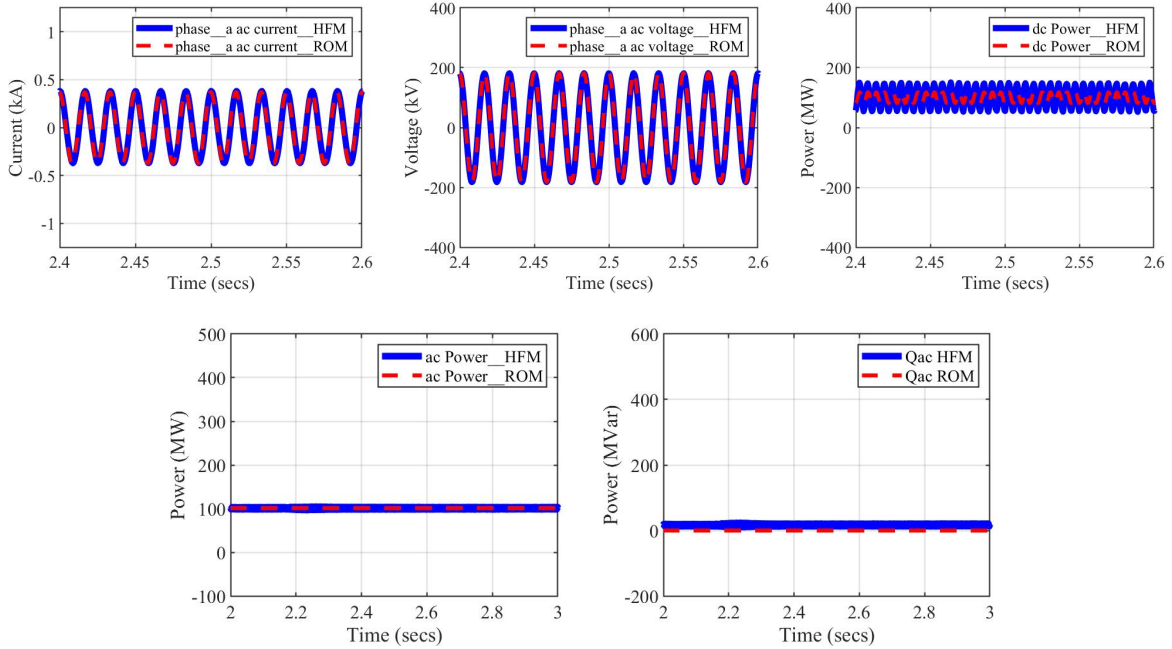 phase__a ac current__HFM
phase__a ac current__ROM
1
0.5
0
-0.5
-1
Current (kA)
2.4 2.45 2.5 2.55 2.6
Time (secs)
phase__a ac voltage__HFM
phase__a ac voltage__ROM
400
200
0
-200
-400
Voltage (kV)
2.4 2.45 2.5 2.55 2.6
Time (secs)
dc Power__HFM
dc Power__ROM
400
200
0
-200
-400
Power (MW)
2.4 2.45 2.5 2.55 2.6
Time (secs)
ac Power__HFM
ac Power__ROM
500
400
300
200
100
0
-100
Power (MW)
2 2.2 2.4 2.6 2.8 3
Time (secs)
Qac HFM
Qac ROM
600
400
200
0
-200
Power (MVar)
2 2.2 2.4 2.6 2.8 3
Time (secs)